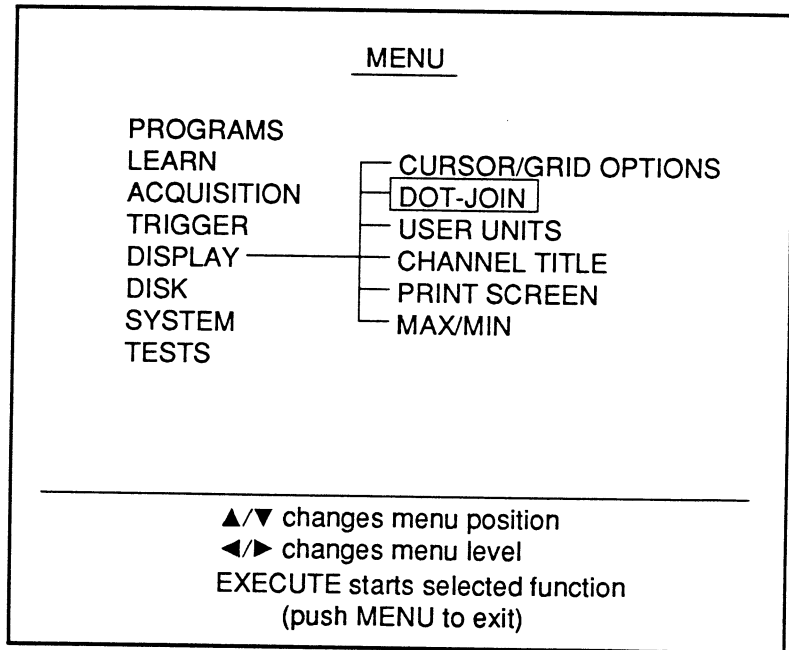 MENU
PROGRAMS
LEARN
ACQUISITION
TRIGGER
DISPLAY
DISK
SYSTEM
TESTS
CURSOR/GRID OPTIONS
DOT-JOIN
USER UNITS
CHANNEL TITLE
PRINT SCREEN
MAX/MIN
▲/▼ changes menu position
◀/▶ changes menu level
EXECUTE starts selected function
(push MENU to exit)